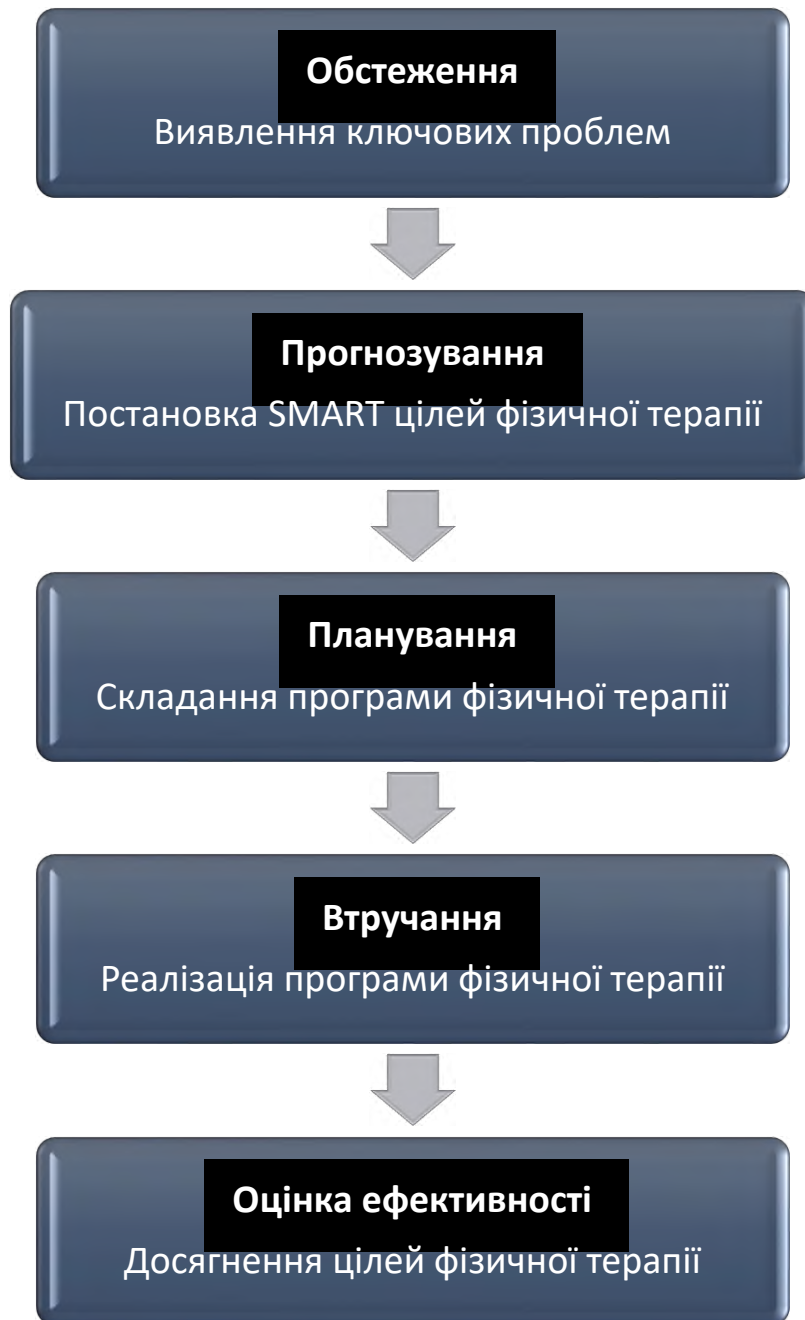 Обстеження
Виявлення ключових проблем
Прогнозування
Постановка SMART цілей фізичної терапії
Планування
Складання програми фізичної терапії
Втручання
Реалізація програми фізичної терапії
Оцінка ефективності
Досягнення цілей фізичної терапії